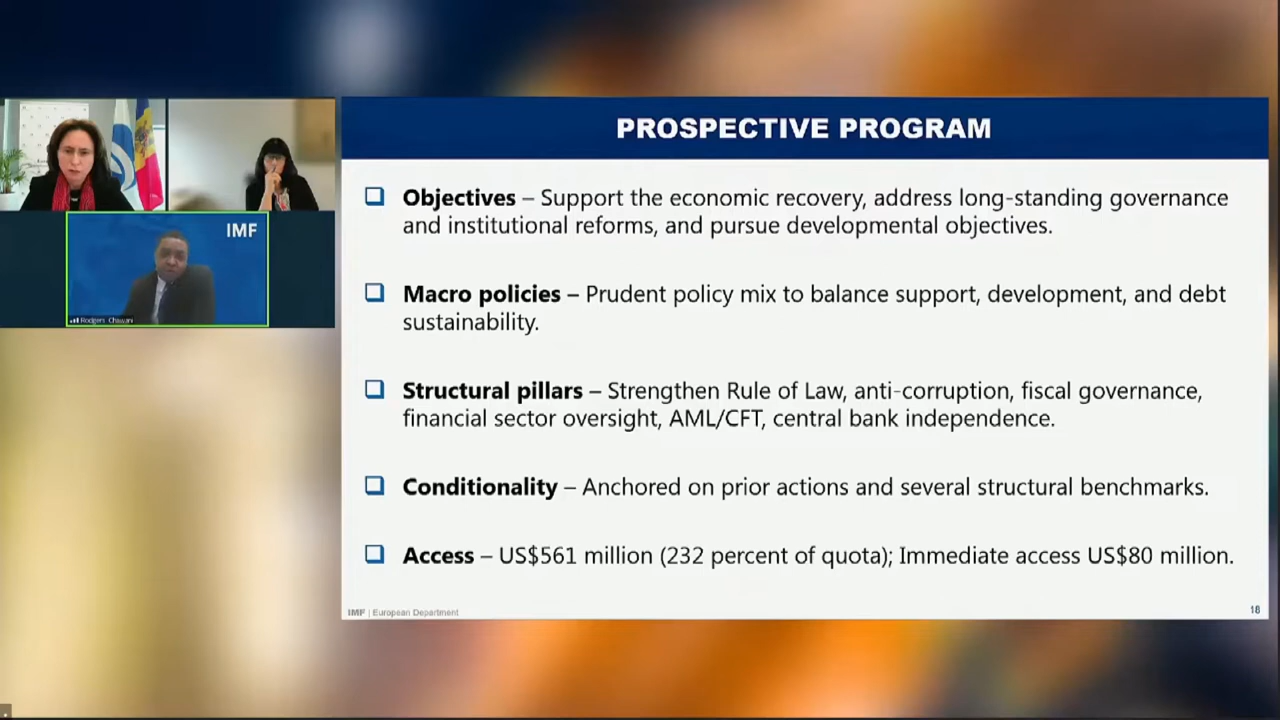 IMF
Rodgers Chawani
PROSPECTIVE PROGRAM
❑ Objectives – Support the economic recovery, address long-standing governance
and institutional reforms, and pursue developmental objectives.
❑ Macro policies – Prudent policy mix to balance support, development, and debt
sustainability.
❑ Structural pillars – Strengthen Rule of Law, anti-corruption, fiscal governance,
financial sector oversight, AML/CFT, central bank independence.
❑ Conditionality – Anchored on prior actions and several structural benchmarks.
❑ Access – US$561 million (232 percent of quota); Immediate access US$80 million.
IMF | European Department
18